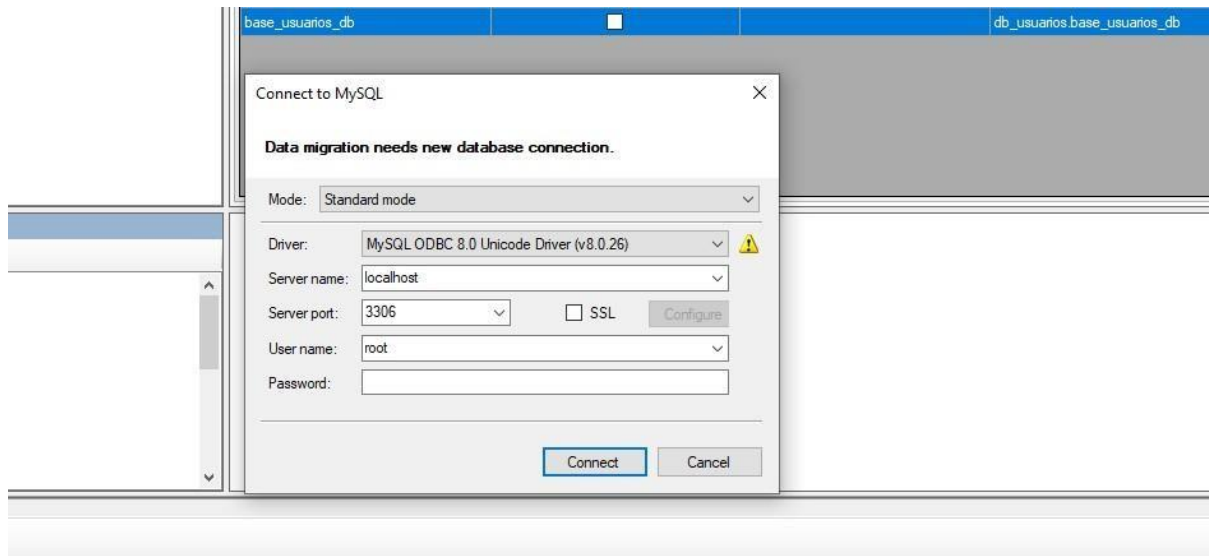 base_usuarios_db db_usuarios.base_usuarios_db
Connect to MySQL
Data migration needs new database connection.
Mode: Standard mode
Driver: MySQL ODBC 8.0 Unicode Driver (v8.0.26)
Server name: localhost
Server port: 3306 SSL Configure
User name: root
Password:
Connect Cancel